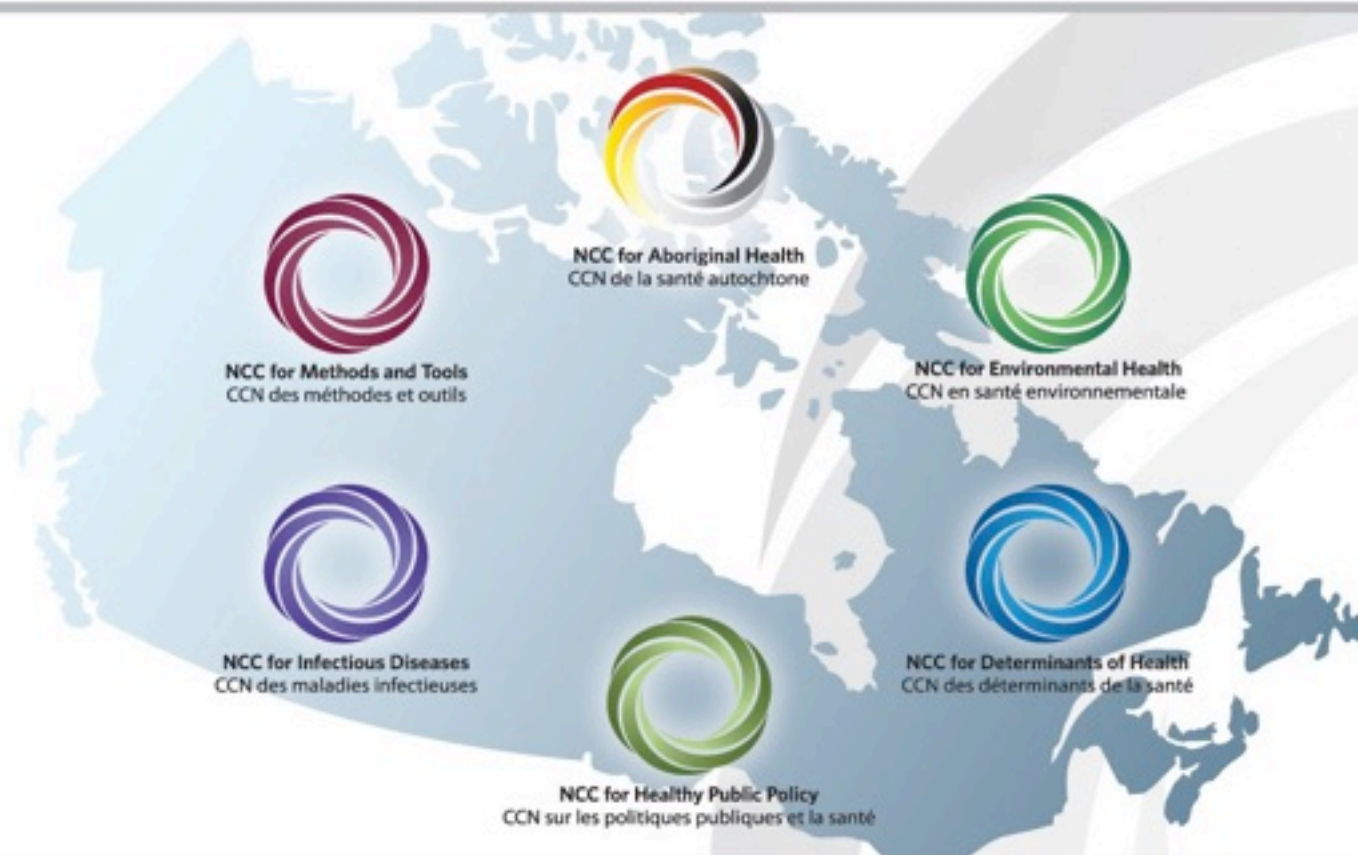 NCC for Aboriginal Health
CCN de la santé autochtone
NCC for Methods and Tools
CCN des méthodes et outils
NCC for Environmental Health
CCN en santé environnementale
NCC for Infectious Diseases
CCN des maladies infectieuses
NCC for Determinants of Health
CCN des déterminants de la santé
NCC for Healthy Public Policy
CCN sur les politiques publiques et la santé